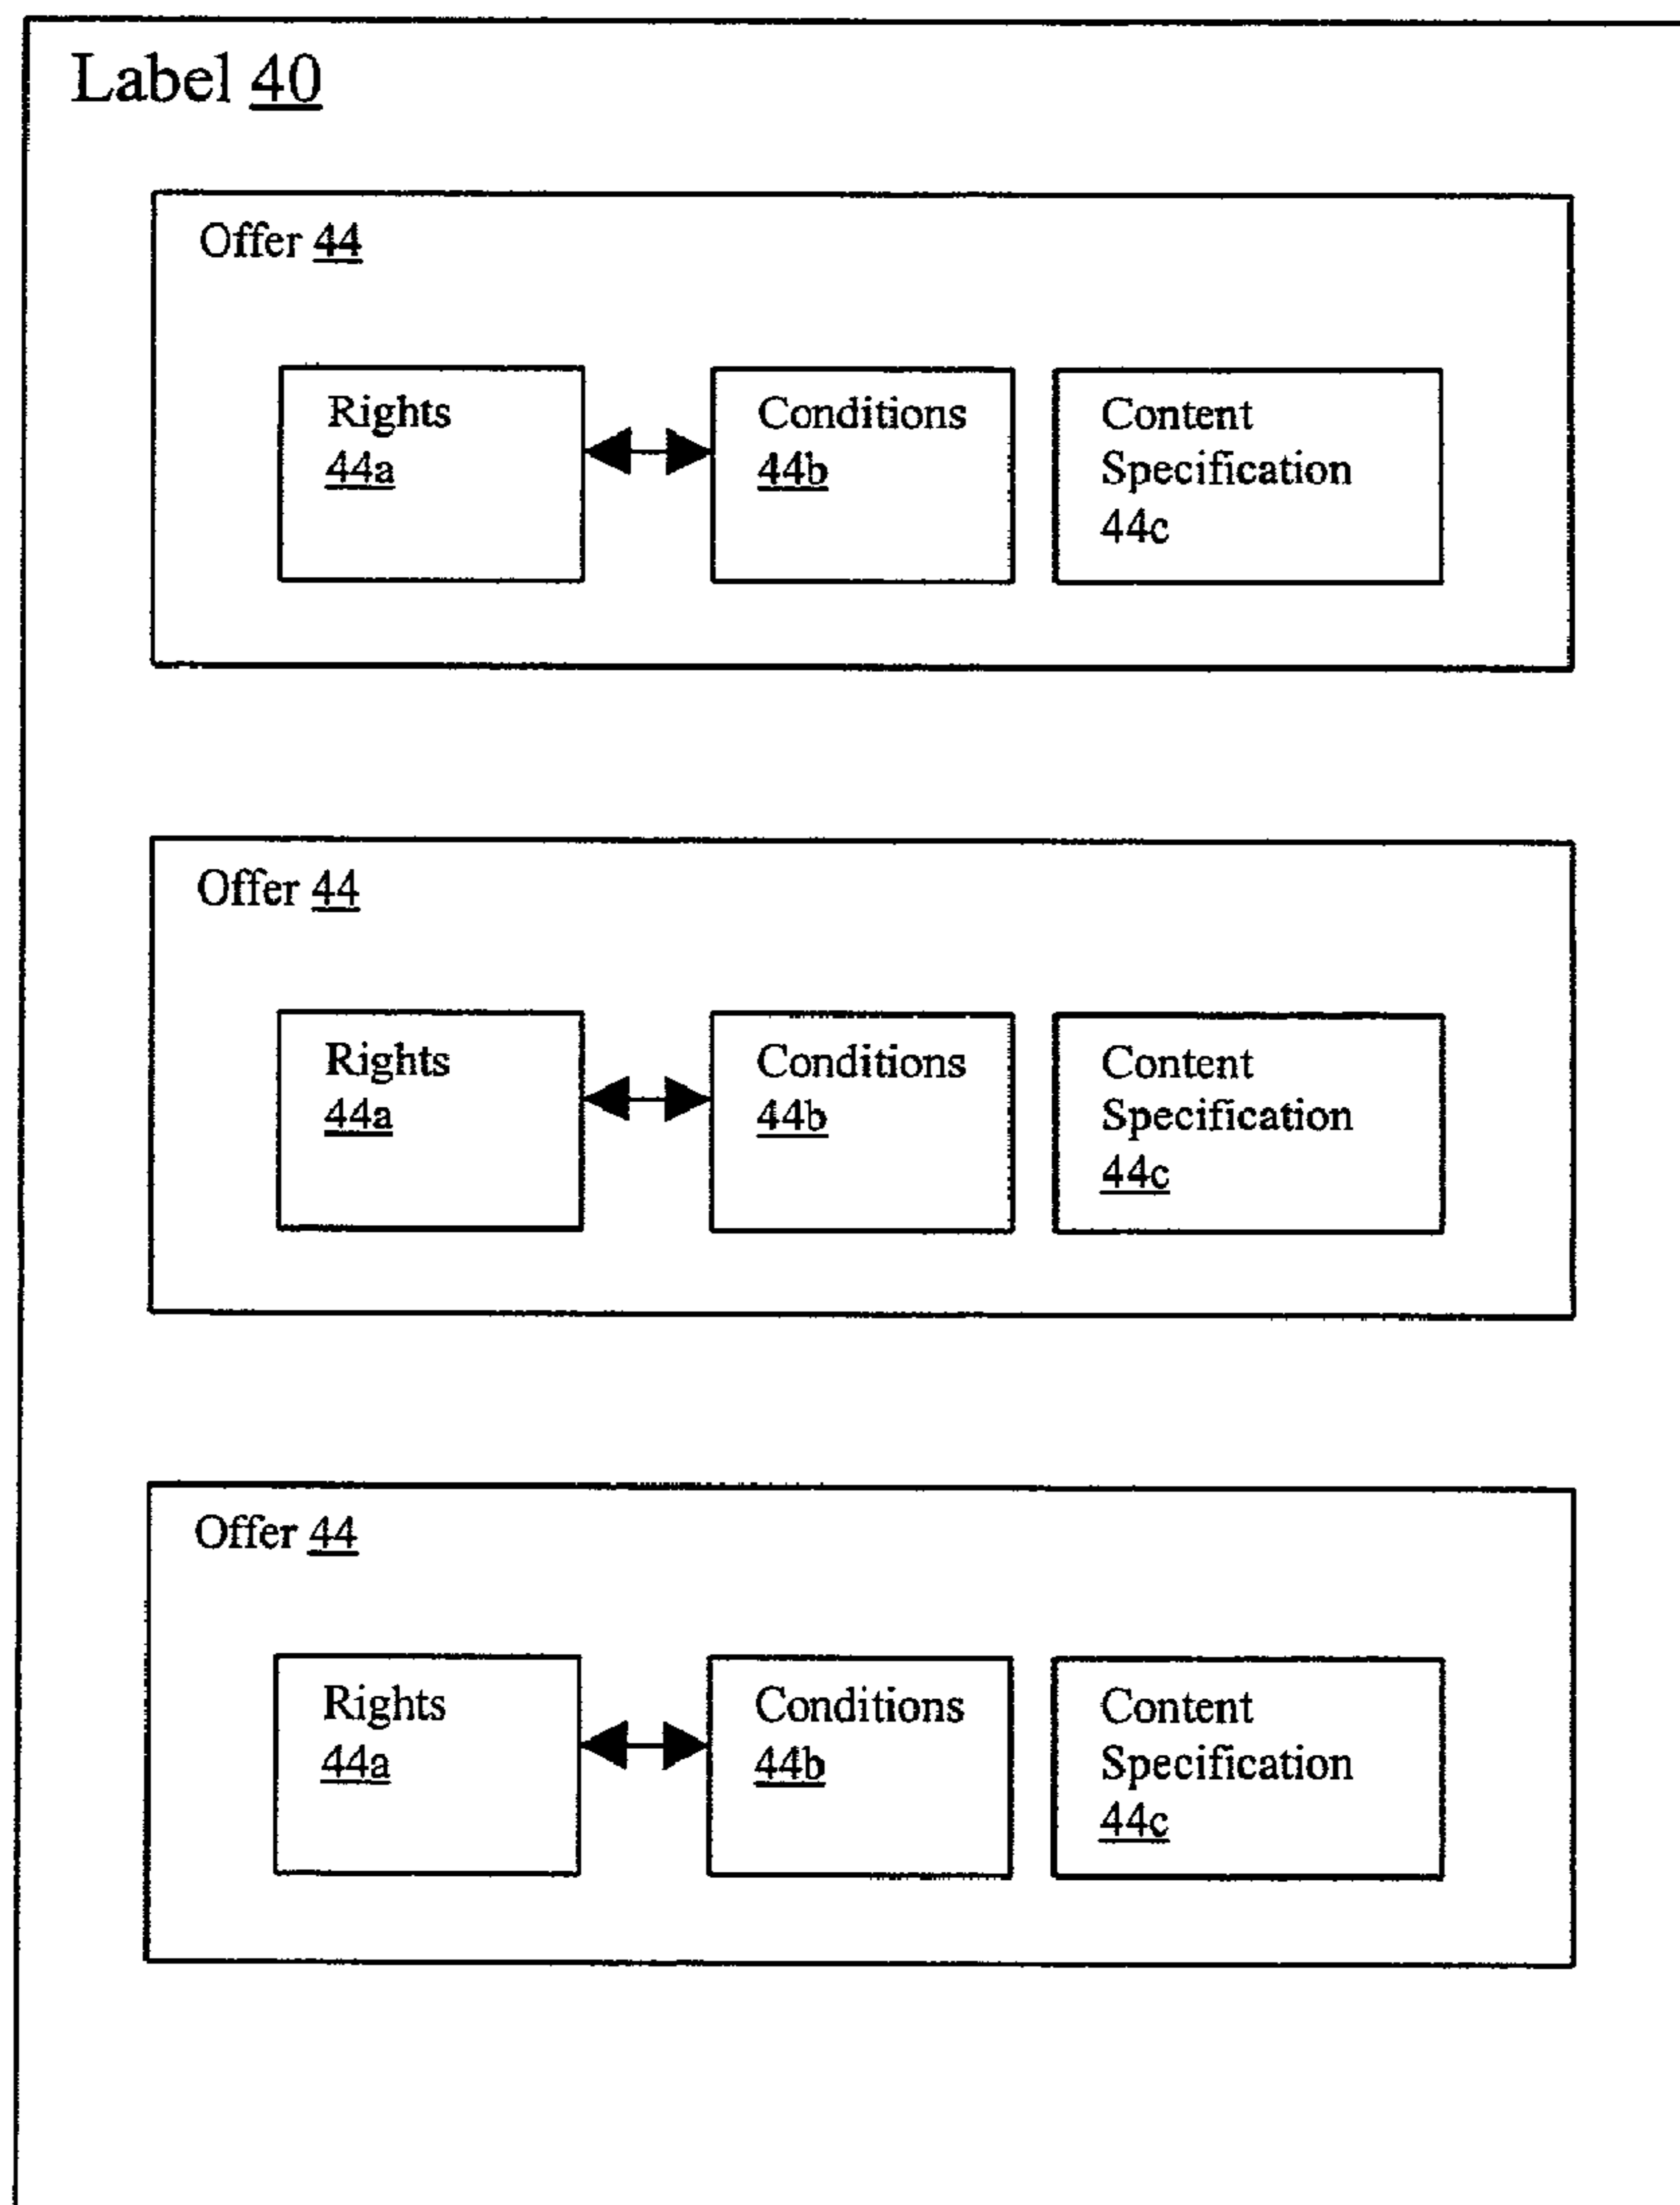 Label 40
Offer 44
Rights
44a
Conditions
44b
Content
Specification
44c
Offer 44
Rights
44a
Conditions
44b
Content
Specification
44c
Offer 44
Rights
44a
Conditions
44b
Content
Specification
44c